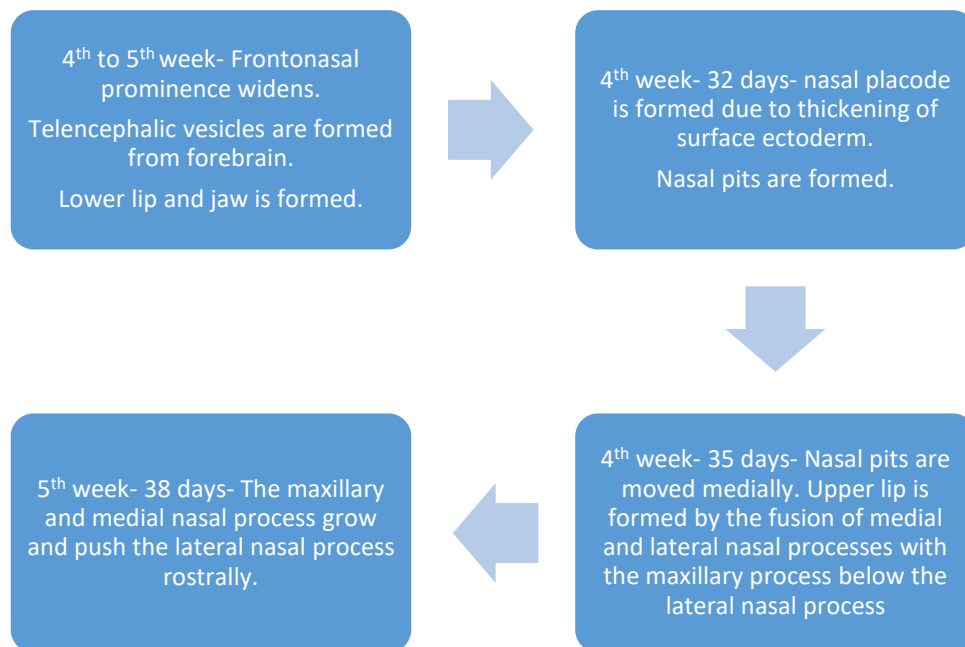 4th to 5th week- Frontonasal
prominence widens.
Telencephalic vesicles are formed
from forebrain.
Lower lip and jaw is formed.
4th week- 32 days- nasal placode
is formed due to thickening of
surface ectoderm.
Nasal pits are formed.
4th week- 35 days- Nasal pits are
moved medially. Upper lip is
formed by the fusion of medial
and lateral nasal processes with
the maxillary process below the
lateral nasal process
5th week- 38 days- The maxillary
and medial nasal process grow
and push the lateral nasal process
rostrally.